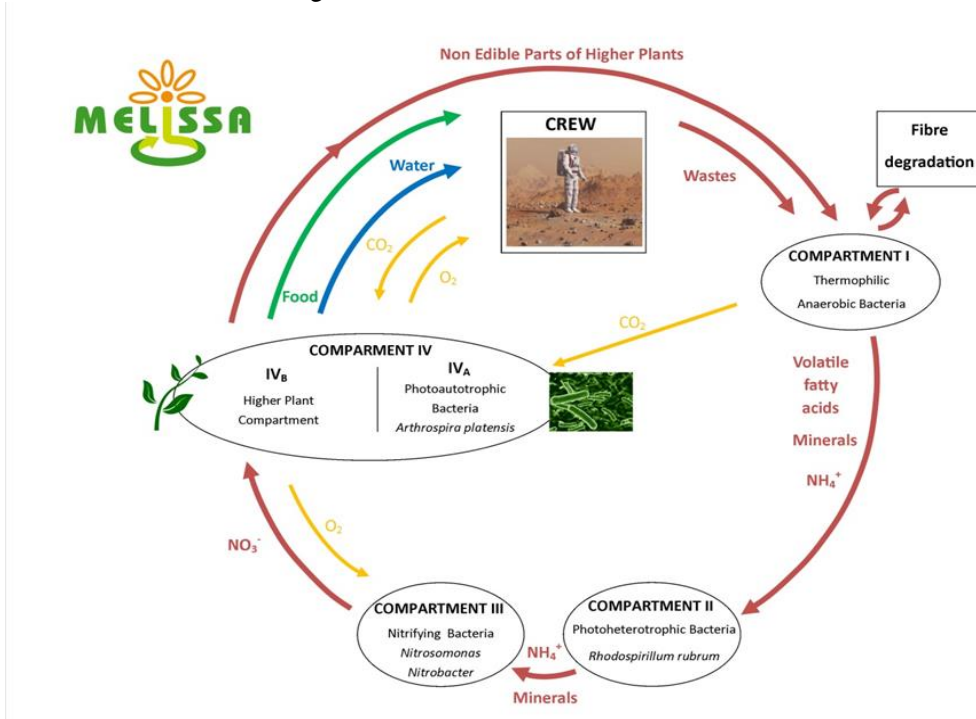 Non Edible Parts of Higher Plants
MELiSSA
CREW
Fibre
degradation
Water
Wastes
CO₂
O₂
Food
COMPARTMENT I
Thermophilic
Anaerobic Bacteria
CO₂
COMPARMENT IV
IV_B
Higher Plant
Compartment
IV_A
Photoautotrophic
Bacteria
Arthrospira platensis
Volatile
fatty
acids
Minerals
NH₄⁺
O₂
NO₃⁻
COMPARTMENT III
Nitrifying Bacteria
Nitrosomonas
Nitrobacter
NH₄⁺
Minerals
COMPARTMENT II
Photoheterotrophic Bacteria
Rhodospirillum rubrum